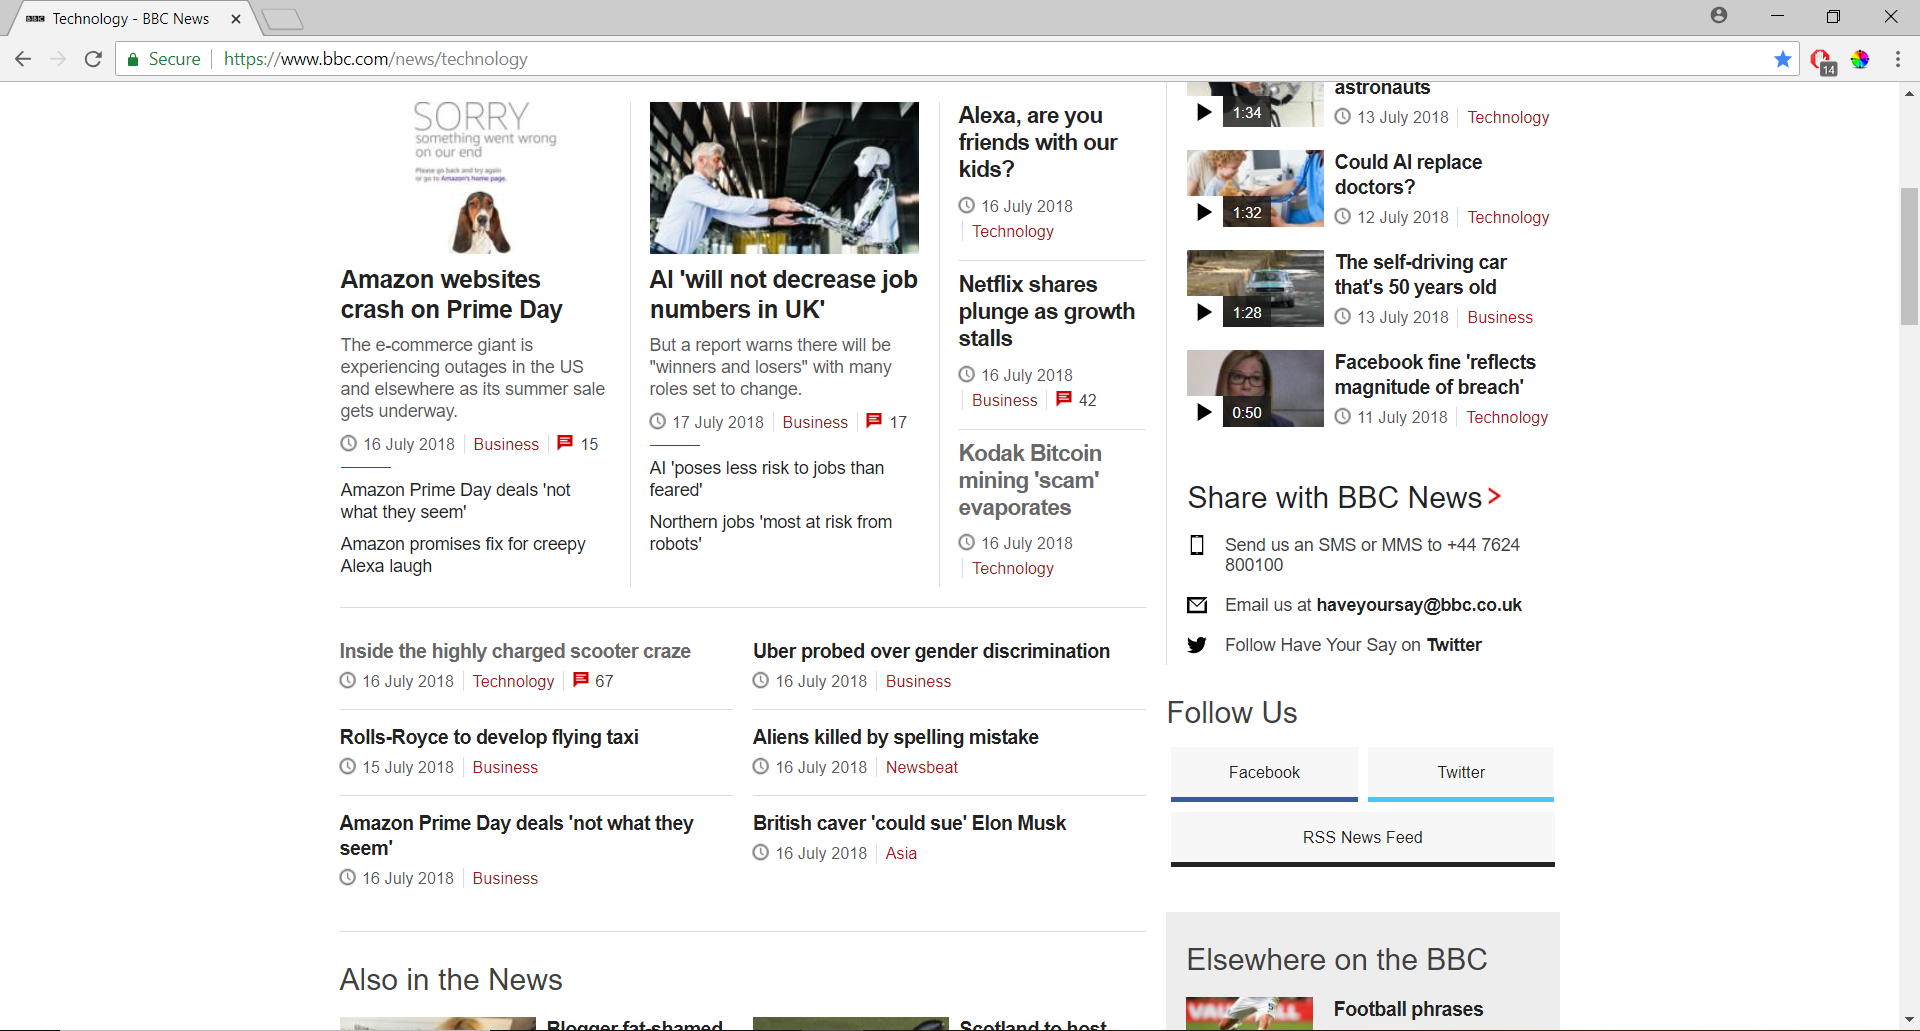 BBC Technology - BBC News
Secure https://www.bbc.com/news/technology
14
SORRY
something went wrong
on our end
Please go back and try again
or go to Amazon's home page.
Amazon websites
crash on Prime Day
The e-commerce giant is
experiencing outages in the US
and elsewhere as its summer sale
gets underway.
16 July 2018 Business 15
Amazon Prime Day deals 'not
what they seem'
Amazon promises fix for creepy
Alexa laugh
AI 'will not decrease job
numbers in UK'
But a report warns there will be
"winners and losers" with many
roles set to change.
17 July 2018 Business 17
AI 'poses less risk to jobs than
feared'
Northern jobs 'most at risk from
robots'
Alexa, are you
friends with our
kids?
16 July 2018
Technology
Netflix shares
plunge as growth
stalls
16 July 2018
Business 42
Kodak Bitcoin
mining 'scam'
evaporates
16 July 2018
Technology
Inside the highly charged scooter craze
16 July 2018 Technology 67
Uber probed over gender discrimination
16 July 2018 Business
Rolls-Royce to develop flying taxi
15 July 2018 Business
Aliens killed by spelling mistake
16 July 2018 Newsbeat
Amazon Prime Day deals 'not what they
seem'
16 July 2018 Business
British caver 'could sue' Elon Musk
16 July 2018 Asia
Also in the News
Blogger fat-shamed
Scotland to host
astronauts
1:34
13 July 2018 Technology
Could AI replace
doctors?
1:32
12 July 2018 Technology
The self-driving car
that's 50 years old
1:28
13 July 2018 Business
Facebook fine 'reflects
magnitude of breach'
0:50
11 July 2018 Technology
Share with BBC News
Send us an SMS or MMS to +44 7624
800100
Email us at haveyoursay@bbc.co.uk
Follow Have Your Say on Twitter
Follow Us
Facebook
Twitter
RSS News Feed
Elsewhere on the BBC
Football phrases